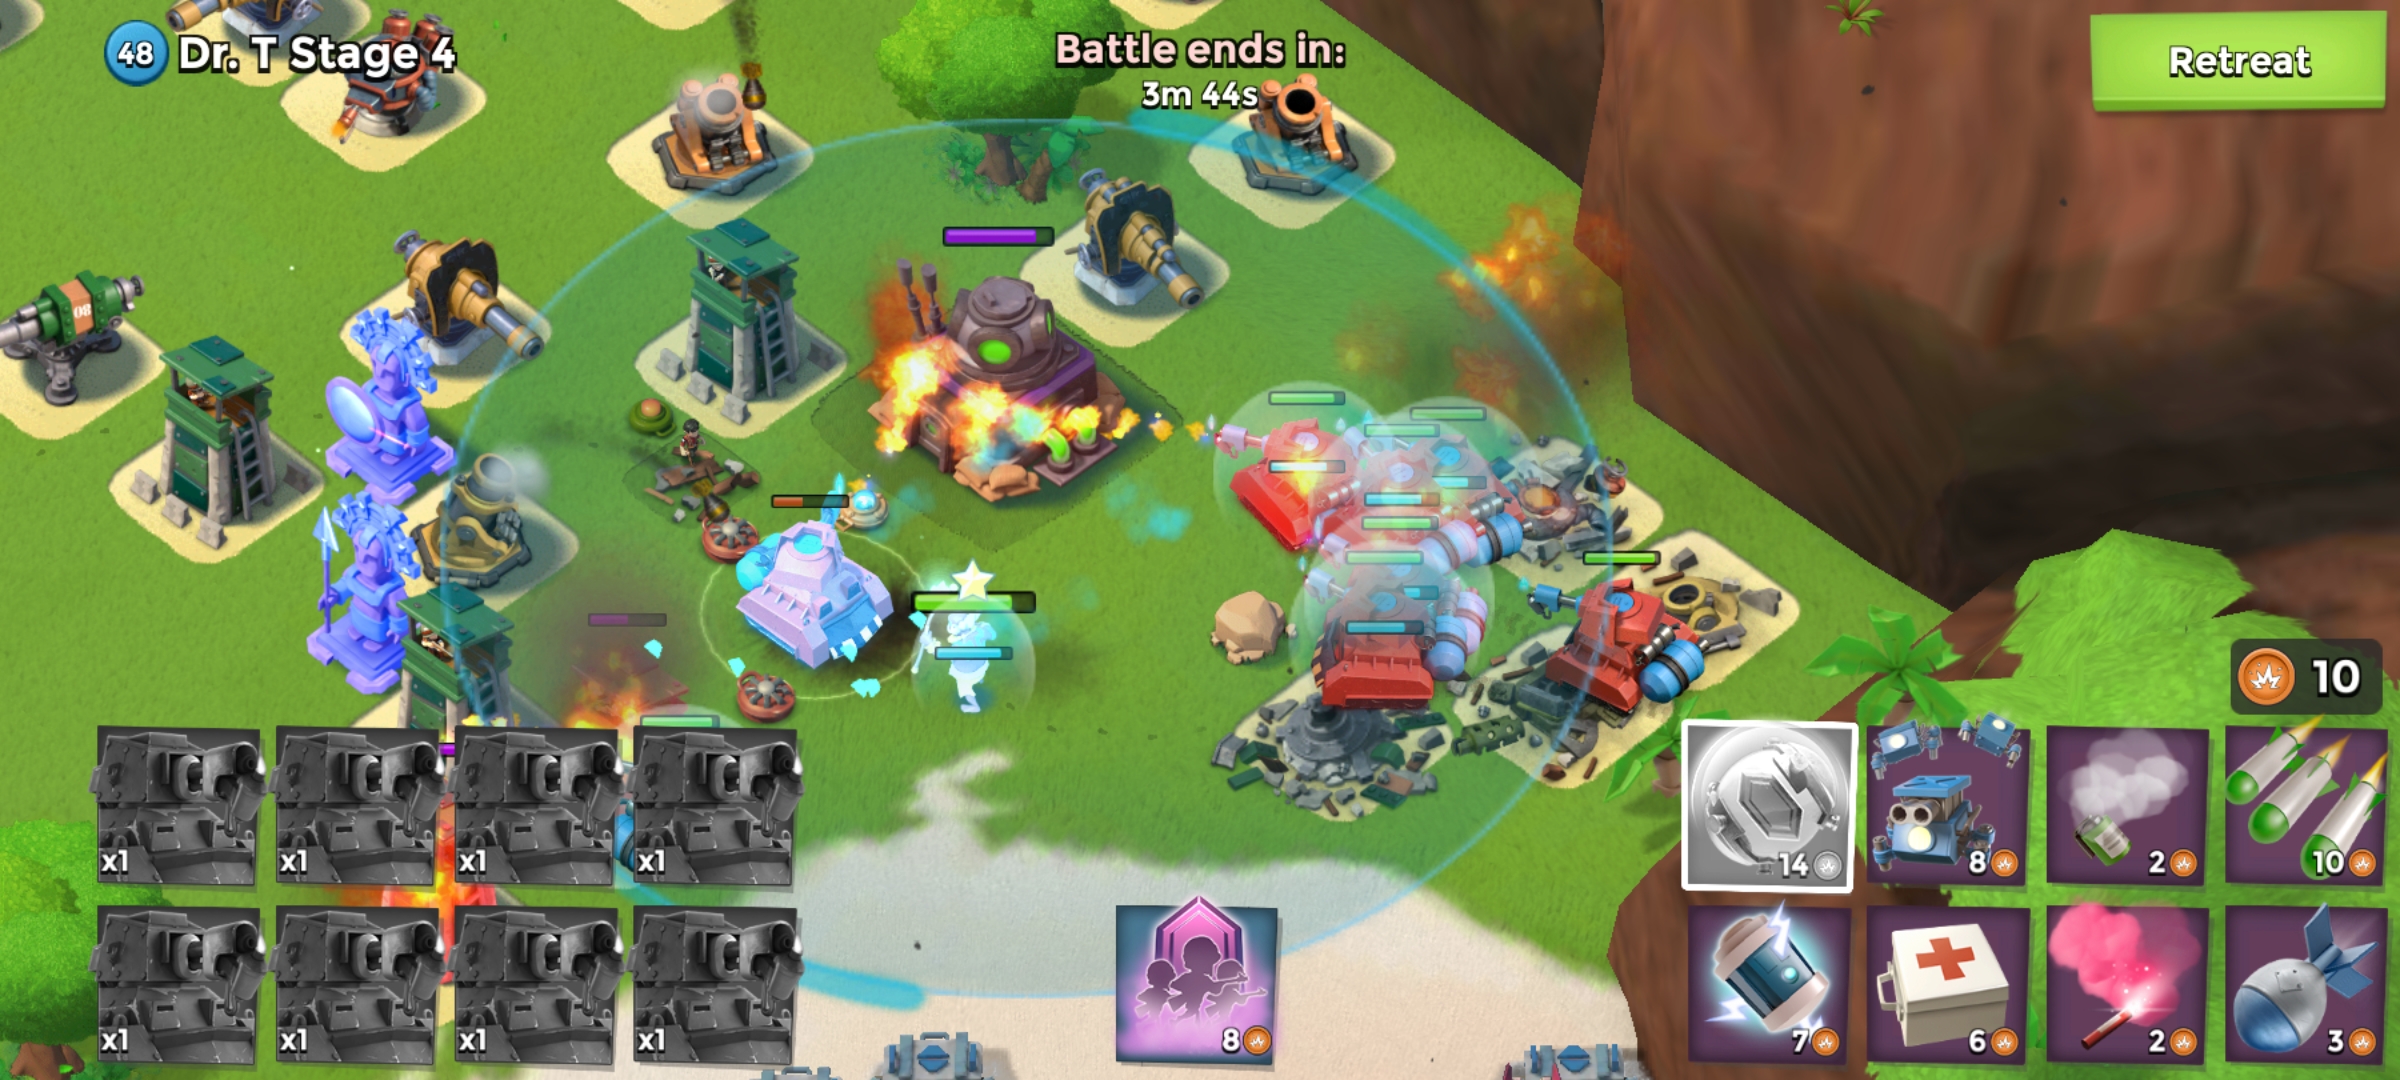 48 Dr. T Stage 4
Battle ends in:
3m 44s
Retreat
08
10
x1 x1 x1 x1
14 8 2 10
x1 x1 x1 x1
8
7 6 2 3